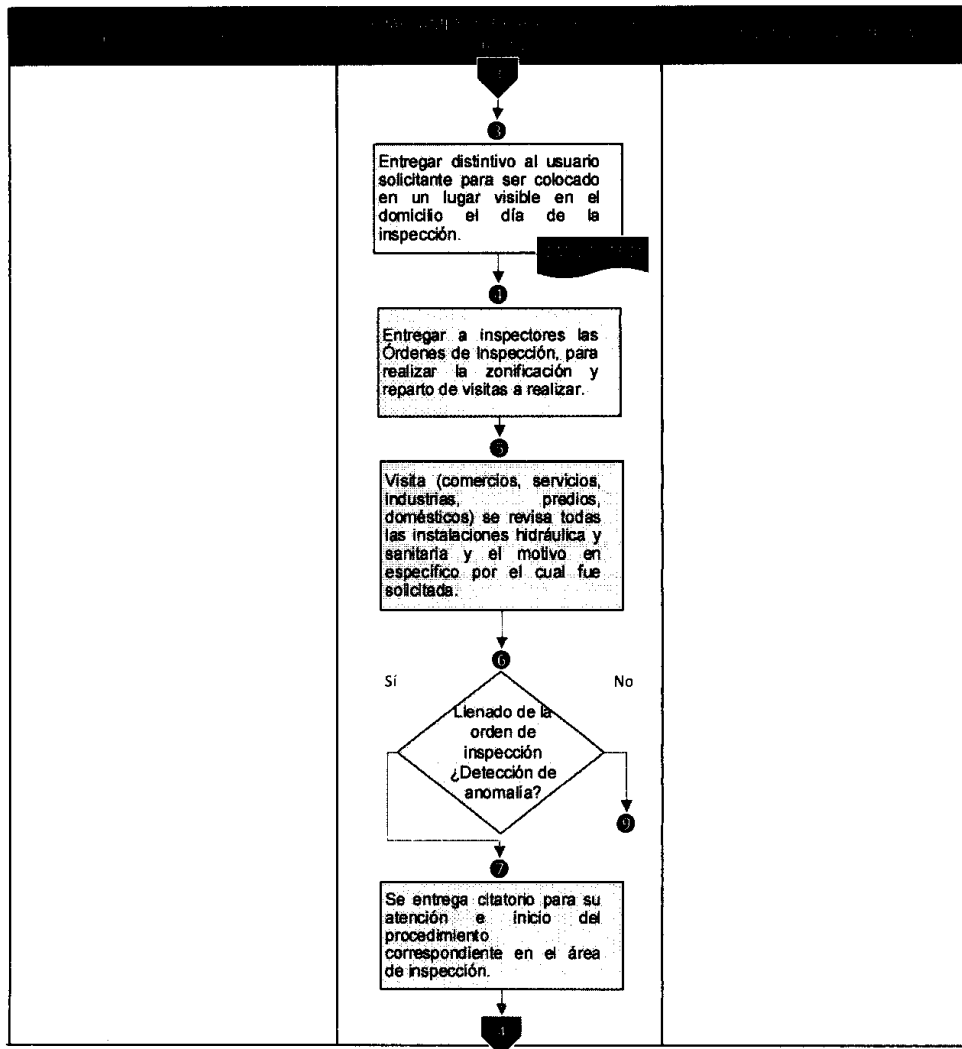 3
Entregar distintivo al usuario
solicitante para ser colocado
en un lugar visible en el
domicilio el día de la
inspección.
4
Entregar a inspectores las
Órdenes de Inspección, para
realizar la zonificación y
reparto de visitas a realizar.
5
Visita (comercios, servicios,
industrias, predios,
domésticos) se revisa todas
las instalaciones hidráulica y
sanitaria y el motivo en
específico por el cual fue
solicitada.
6
Sí
No
Llenado de la
orden de
inspección
¿Detección de
anomalía?
9
7
Se entrega citatorio para su
atención e inicio del
procedimiento
correspondiente en el área
de inspección.